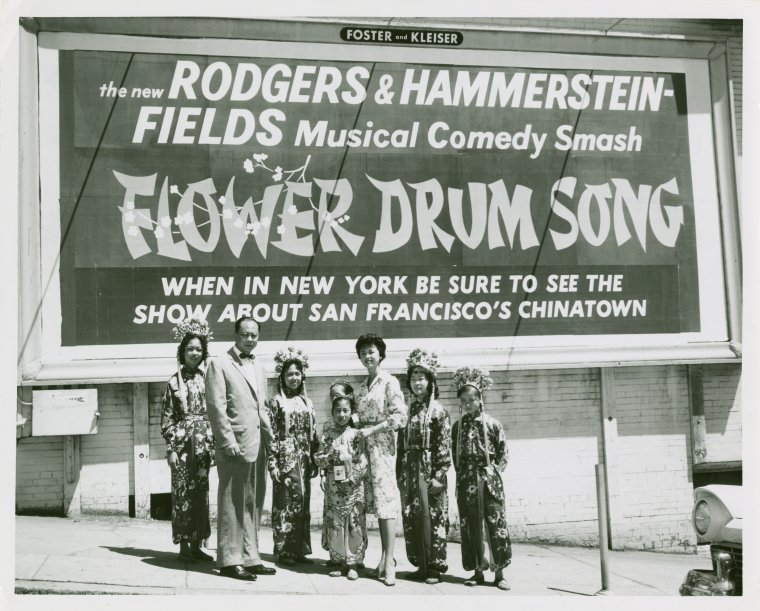 FOSTER and KLEISER
the new RODGERS & HAMMERSTEIN-
FIELDS Musical Comedy Smash
FLOWER DRUM SONG
WHEN IN NEW YORK BE SURE TO SEE THE
SHOW ABOUT SAN FRANCISCO'S CHINATOWN